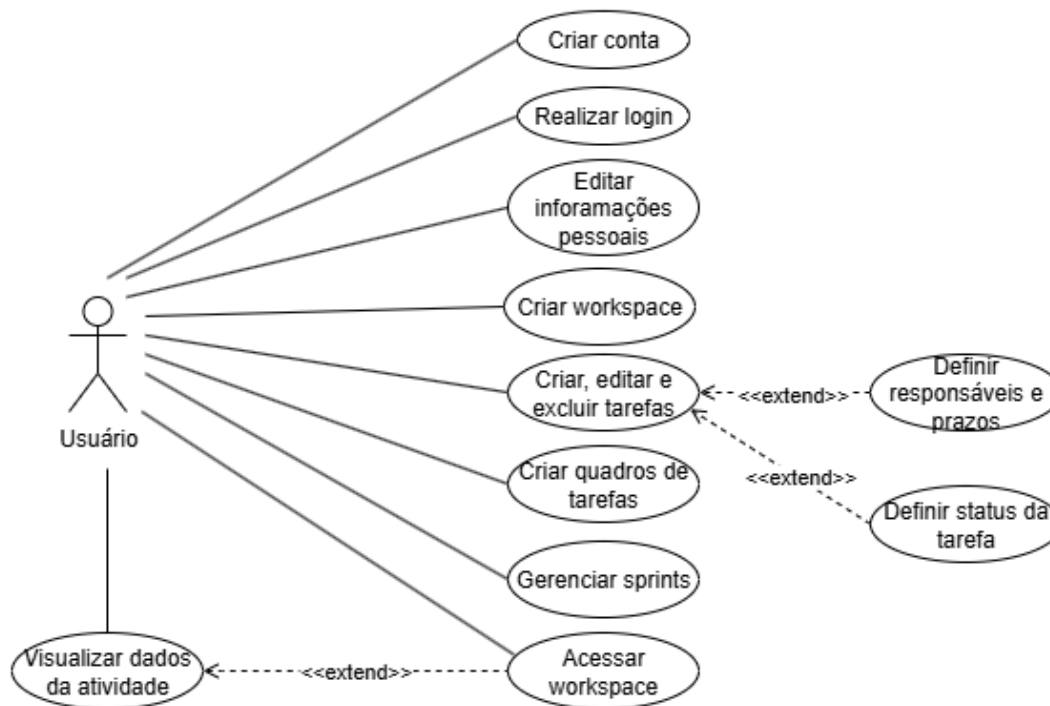 Criar conta
Realizar login
Editar
inforamações
pessoais
Criar workspace
Criar, editar e
excluir tarefas
<<extend>>
Definir
responsáveis e
prazos
Usuário
Criar quadros de
tarefas
<<extend>>
Definir status da
tarefa
Gerenciar sprints
Visualizar dados
da atividade
<<extend>>
Acessar
workspace